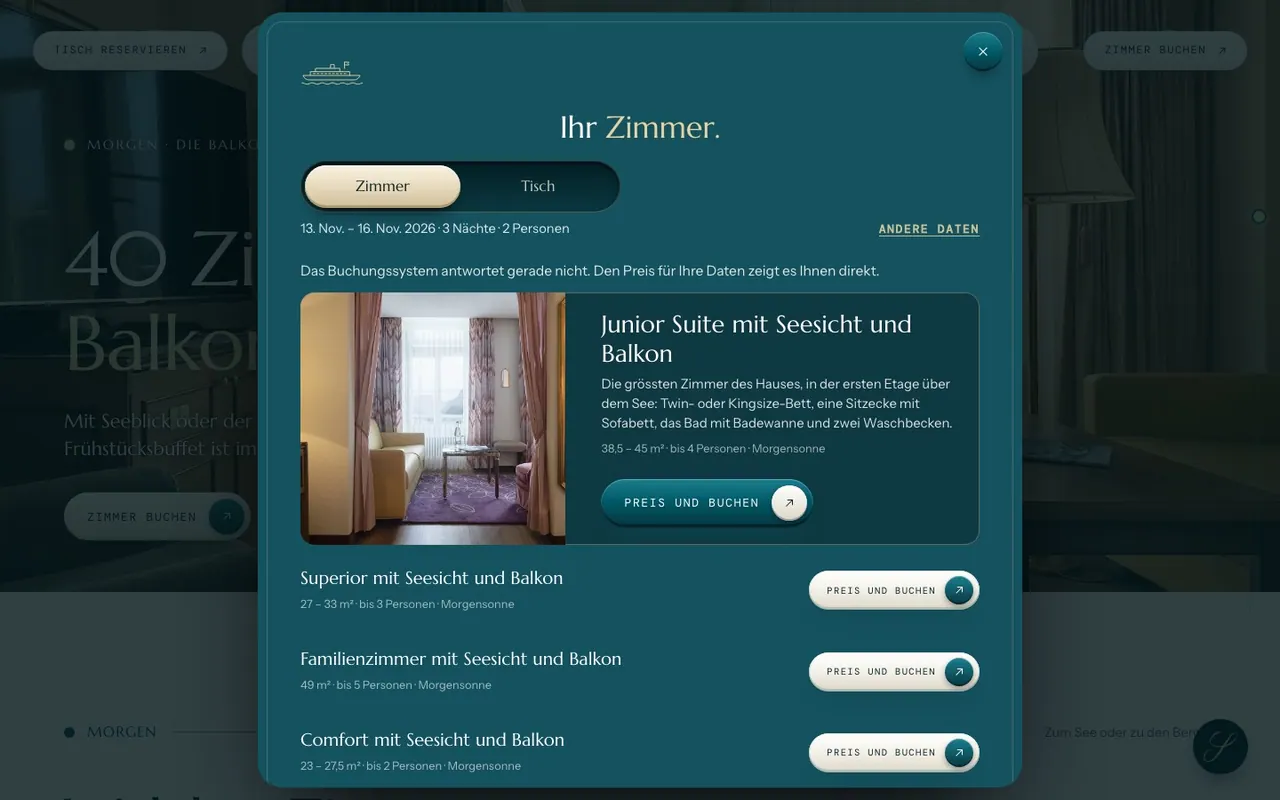 TISCH RESERVIEREN
ZIMMER BUCHEN
Ihr Zimmer.
Zimmer
Tisch
13. Nov. – 16. Nov. 2026 · 3 Nächte · 2 Personen
ANDERE DATEN
Das Buchungssystem antwortet gerade nicht. Den Preis für Ihre Daten zeigt es Ihnen direkt.
Junior Suite mit Seesicht und
Balkon
Die grössten Zimmer des Hauses, in der ersten Etage über
dem See: Twin- oder Kingsize-Bett, eine Sitzecke mit
Sofabett, das Bad mit Badewanne und zwei Waschbecken.
38,5 – 45 m² · bis 4 Personen · Morgensonne
PREIS UND BUCHEN
Superior mit Seesicht und Balkon
27 – 33 m² · bis 3 Personen · Morgensonne
PREIS UND BUCHEN
Familienzimmer mit Seesicht und Balkon
49 m² · bis 5 Personen · Morgensonne
PREIS UND BUCHEN
Comfort mit Seesicht und Balkon
23 – 27,5 m² · bis 2 Personen · Morgensonne
PREIS UND BUCHEN
MORGEN · DIE BALKO
40 Zi
Balko
Mit Seeblick oder der
Frühstücksbuffet ist im
ZIMMER BUCHEN
MORGEN
Zum See oder zu den Ber